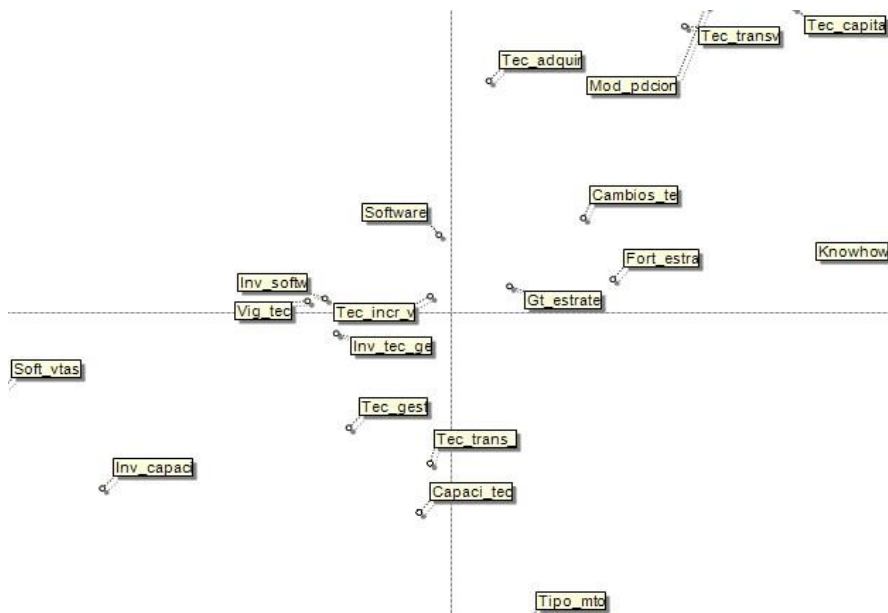 Tec_capita
Tec_transv
Tec_adquir
Mod_pdcion
Cambios_te
Software
Knowhow
Fort_estra
Inv_softw
Gt_estrate
Vig_tec
Tec_incr_v
Inv_tec_ge
Soft_vtas
Tec_gest
Tec_trans_
Inv_capaci
Capaci_tec
Tipo_mto